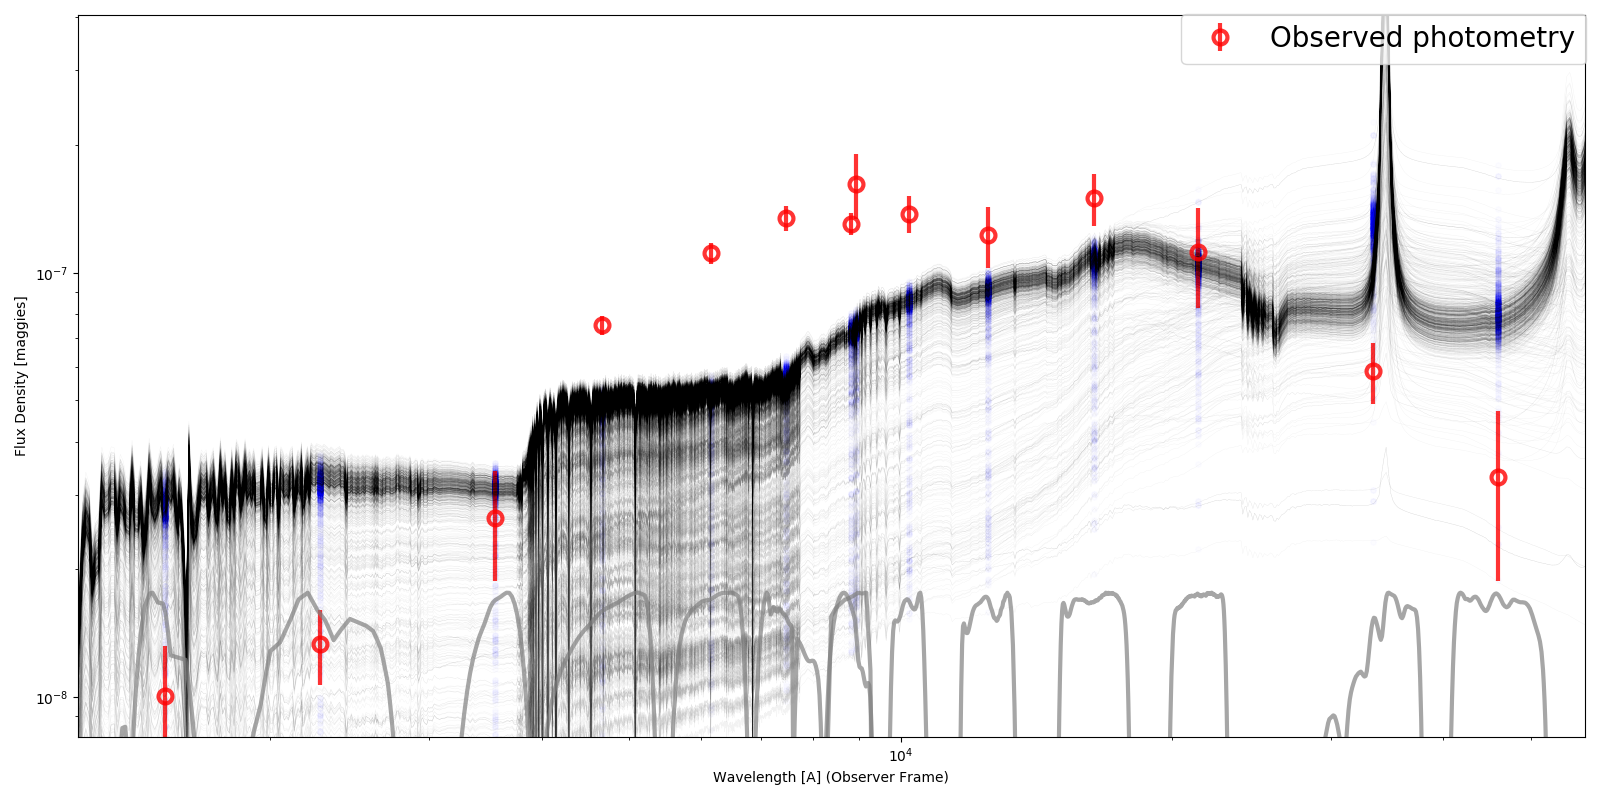 Observed photometry
10⁻⁷
Flux Density [maggies]
10⁻⁸
10⁴
Wavelength [A] (Observer Frame)